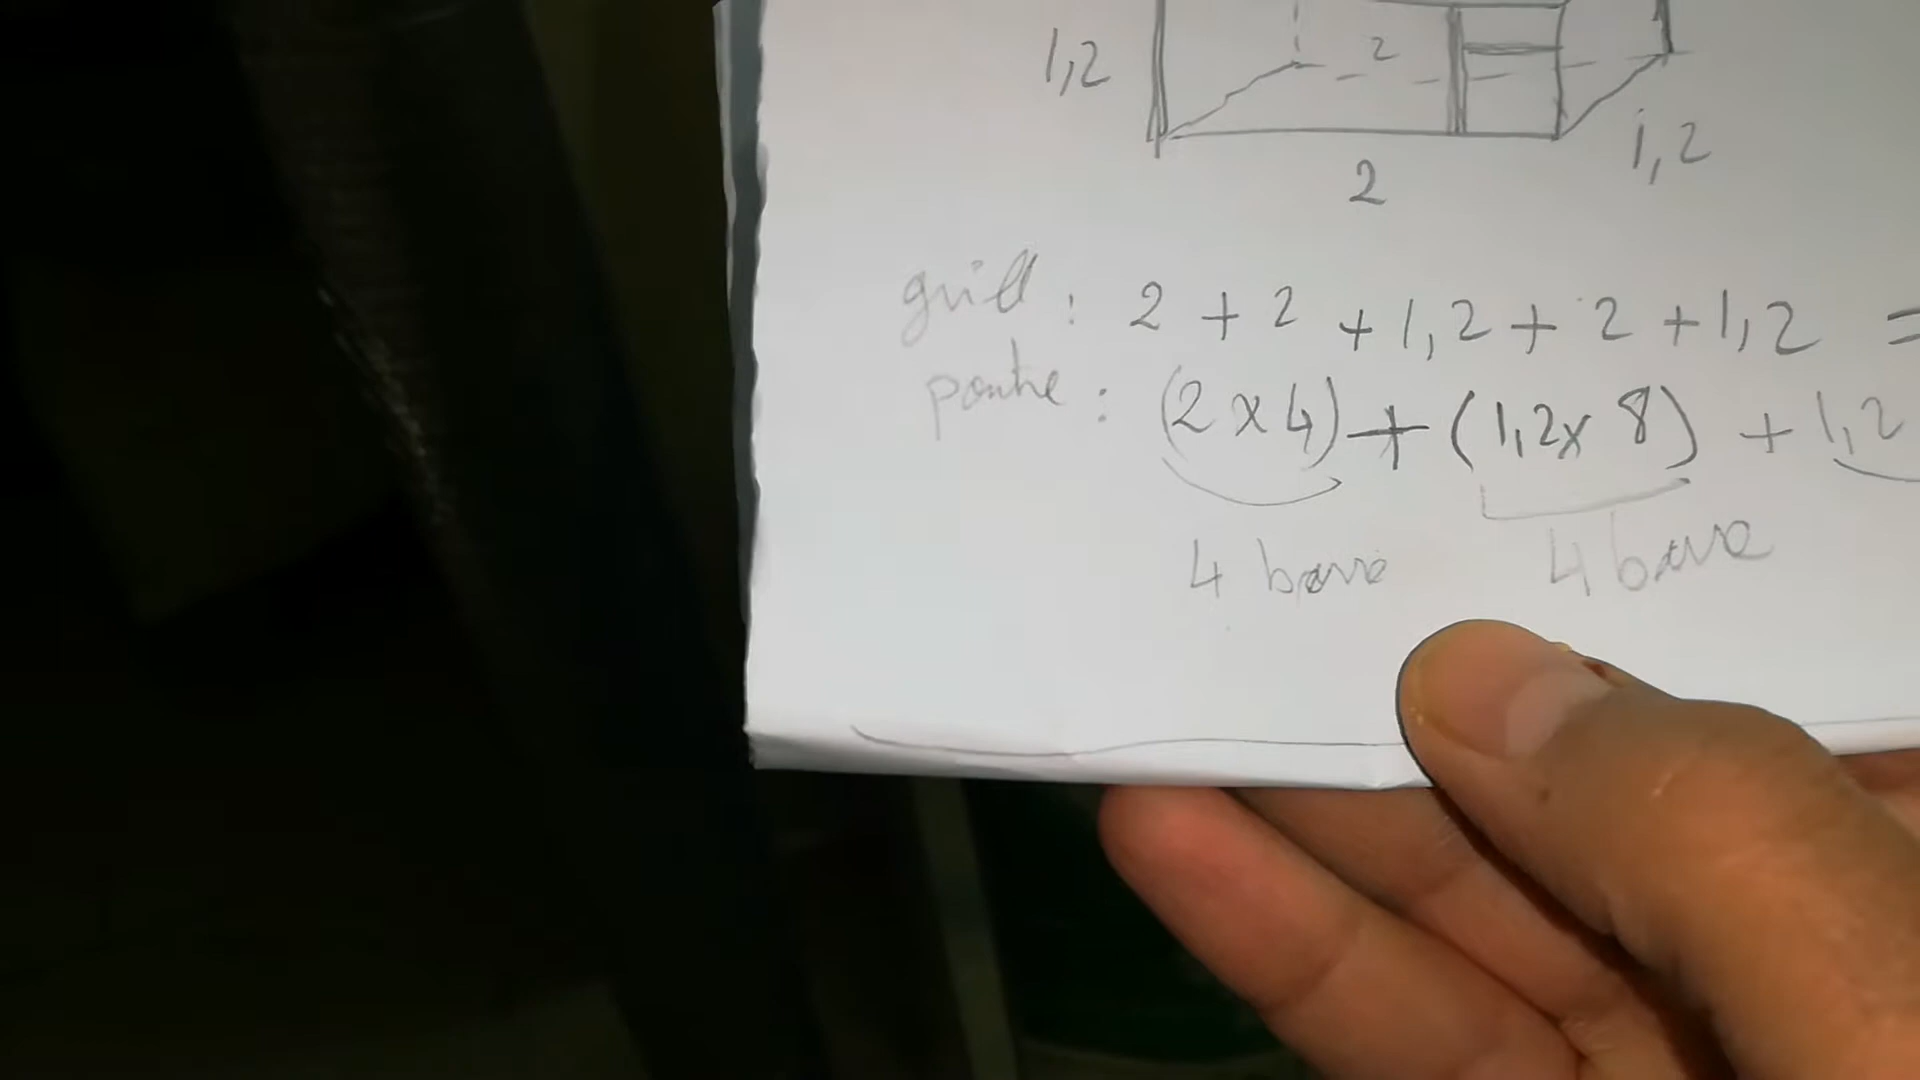 1,2
2
1,2
2
grill : 2 + 2 + 1,2 + 2 + 1,2 =
(2 x 4) + (1,2 x 8) + 1,2
4 barre 4 barre